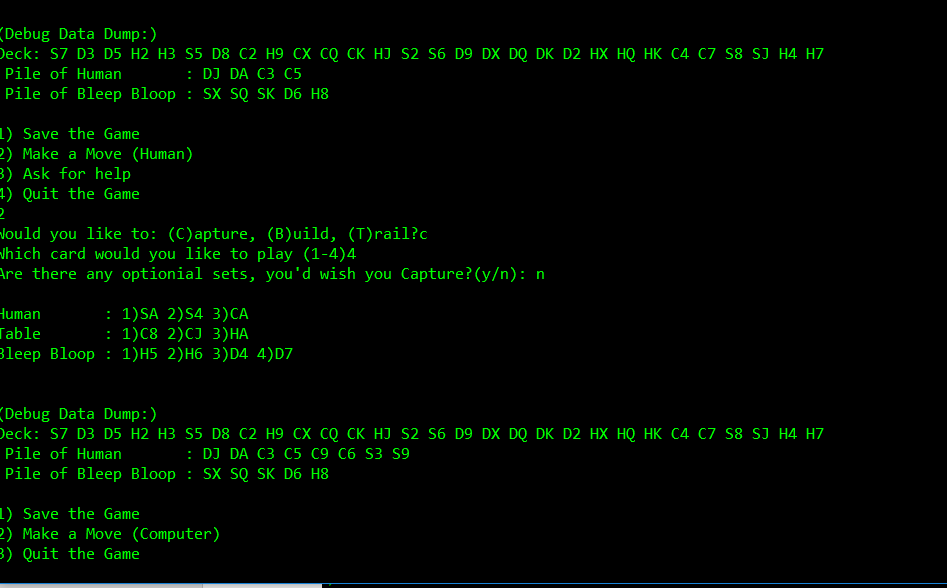 (Debug Data Dump:)
Deck: S7 D3 D5 H2 H3 S5 D8 C2 H9 CX CQ CK HJ S2 S6 D9 DX DQ DK D2 HX HQ HK C4 C7 S8 SJ H4 H7
Pile of Human : DJ DA C3 C5
Pile of Bleep Bloop : SX SQ SK D6 H8
1) Save the Game
2) Make a Move (Human)
3) Ask for help
4) Quit the Game
2
Would you like to: (C)apture, (B)uild, (T)rail?c
Which card would you like to play (1-4)4
Are there any optionial sets, you'd wish you Capture?(y/n): n
Human : 1)SA 2)S4 3)CA
Table : 1)C8 2)CJ 3)HA
Bleep Bloop : 1)H5 2)H6 3)D4 4)D7
(Debug Data Dump:)
Deck: S7 D3 D5 H2 H3 S5 D8 C2 H9 CX CQ CK HJ S2 S6 D9 DX DQ DK D2 HX HQ HK C4 C7 S8 SJ H4 H7
Pile of Human : DJ DA C3 C5 C9 C6 S3 S9
Pile of Bleep Bloop : SX SQ SK D6 H8
1) Save the Game
2) Make a Move (Computer)
3) Quit the Game